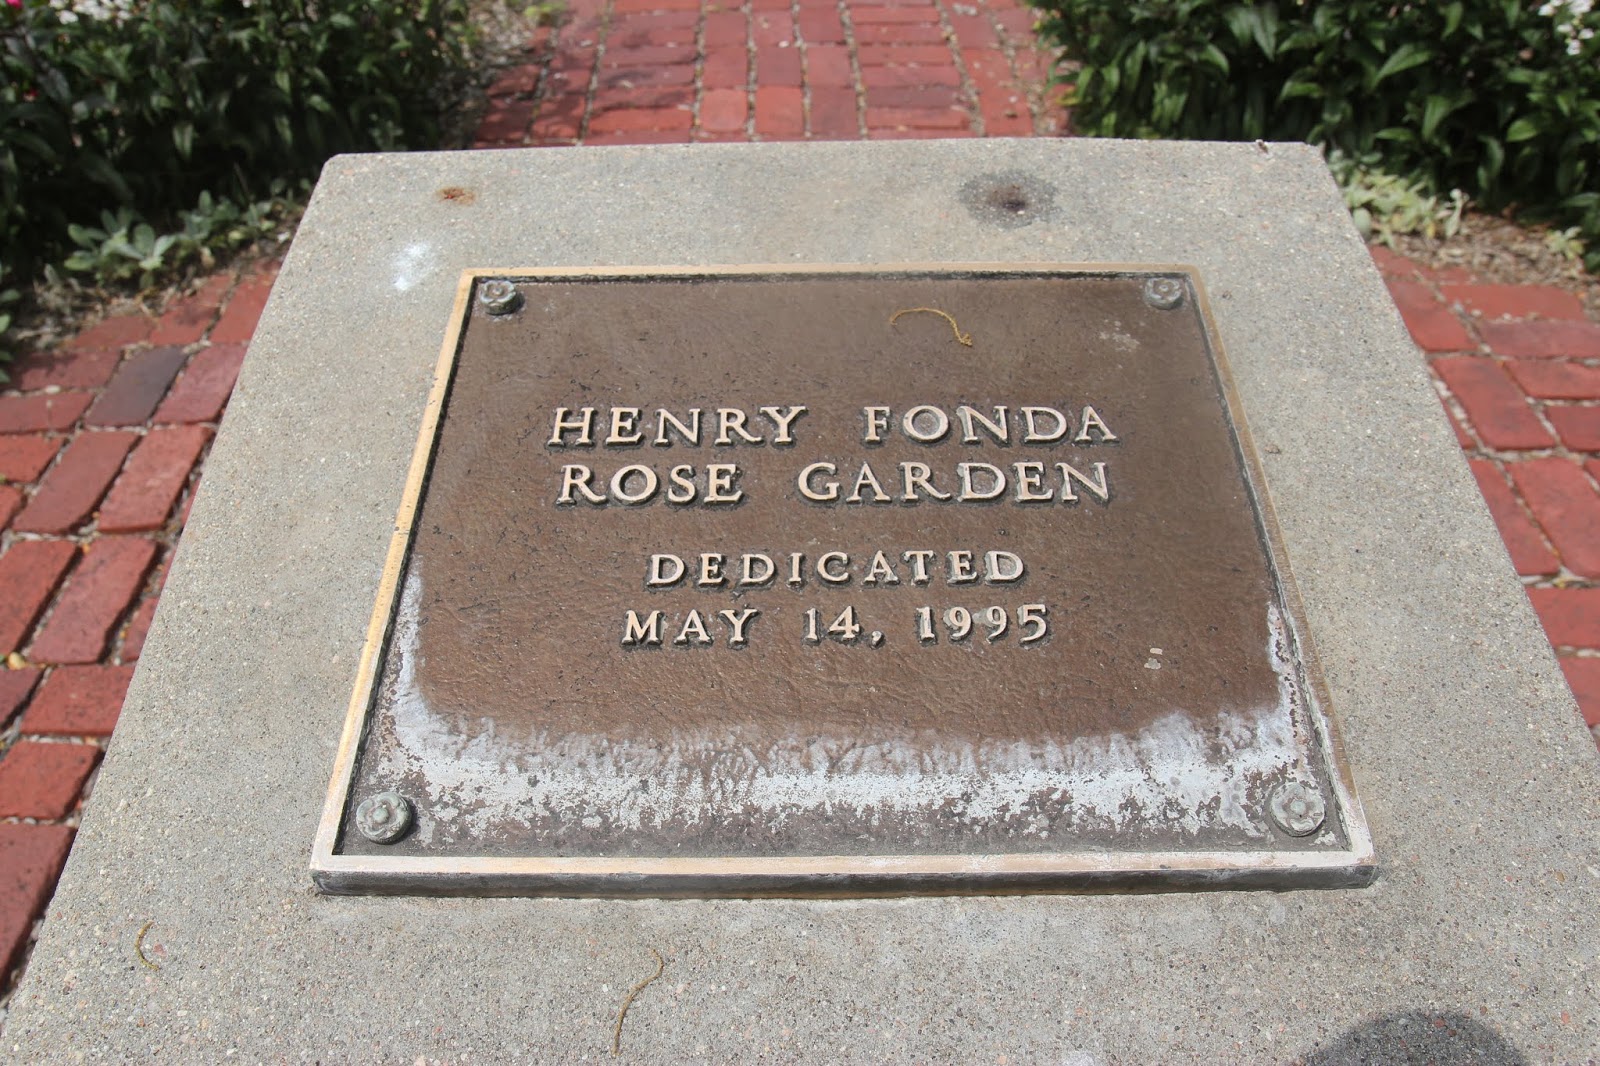 HENRY FONDA
ROSE GARDEN
DEDICATED
MAY 14, 1995